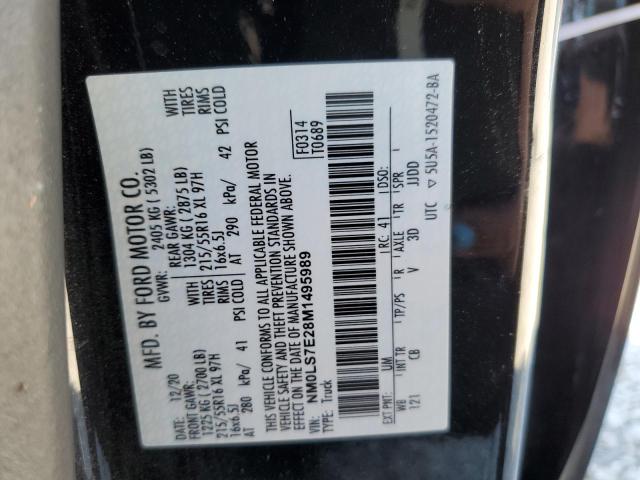 MFD. BY FORD MOTOR CO.
DATE: 12/20 GVWR: 2405 KG ( 5302 LB)
FRONT GAWR: REAR GAWR:
1225 KG ( 2700 LB) WITH 1304 KG ( 2875 LB) WITH
215/55R16 XL 97H TIRES 215/55R16 XL 97H TIRES
16x6.5J RIMS 16x6.5J RIMS
AT 280 kPa/ 41 PSI COLD AT 290 kPa/ 42 PSI COLD
THIS VEHICLE CONFORMS TO ALL APPLICABLE FEDERAL MOTOR
VEHICLE SAFETY AND THEFT PREVENTION STANDARDS IN
EFFECT ON THE DATE OF MANUFACTURE SHOWN ABOVE.
F0314
T0689
NM0LS7E28M1495989
TYPE: Truck
EXT PNT: UM RC: 41 DSO:
WB INT TR TP/PS R AXLE TR SPR
121 CB V 3D JJDD
UTC ▽ 5U5A-1520472-BA